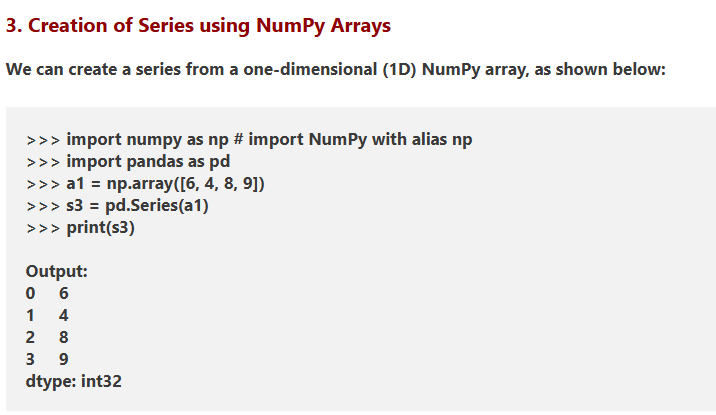 3. Creation of Series using NumPy Arrays
We can create a series from a one-dimensional (1D) NumPy array, as shown below:
>>> import numpy as np # import NumPy with alias np
>>> import pandas as pd
>>> a1 = np.array([6, 4, 8, 9])
>>> s3 = pd.Series(a1)
>>> print(s3)
Output:
0 6
1 4
2 8
3 9
dtype: int32